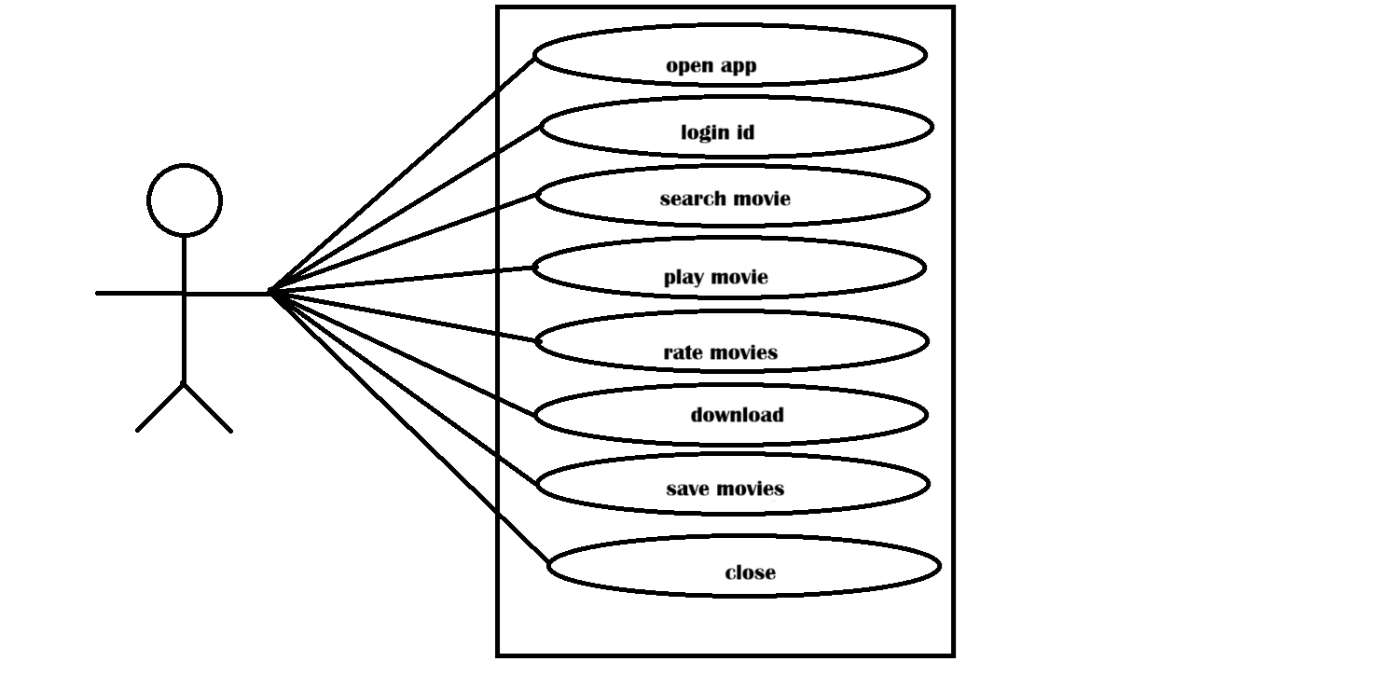 open app
login id
search movie
play movie
rate movies
download
save movies
close